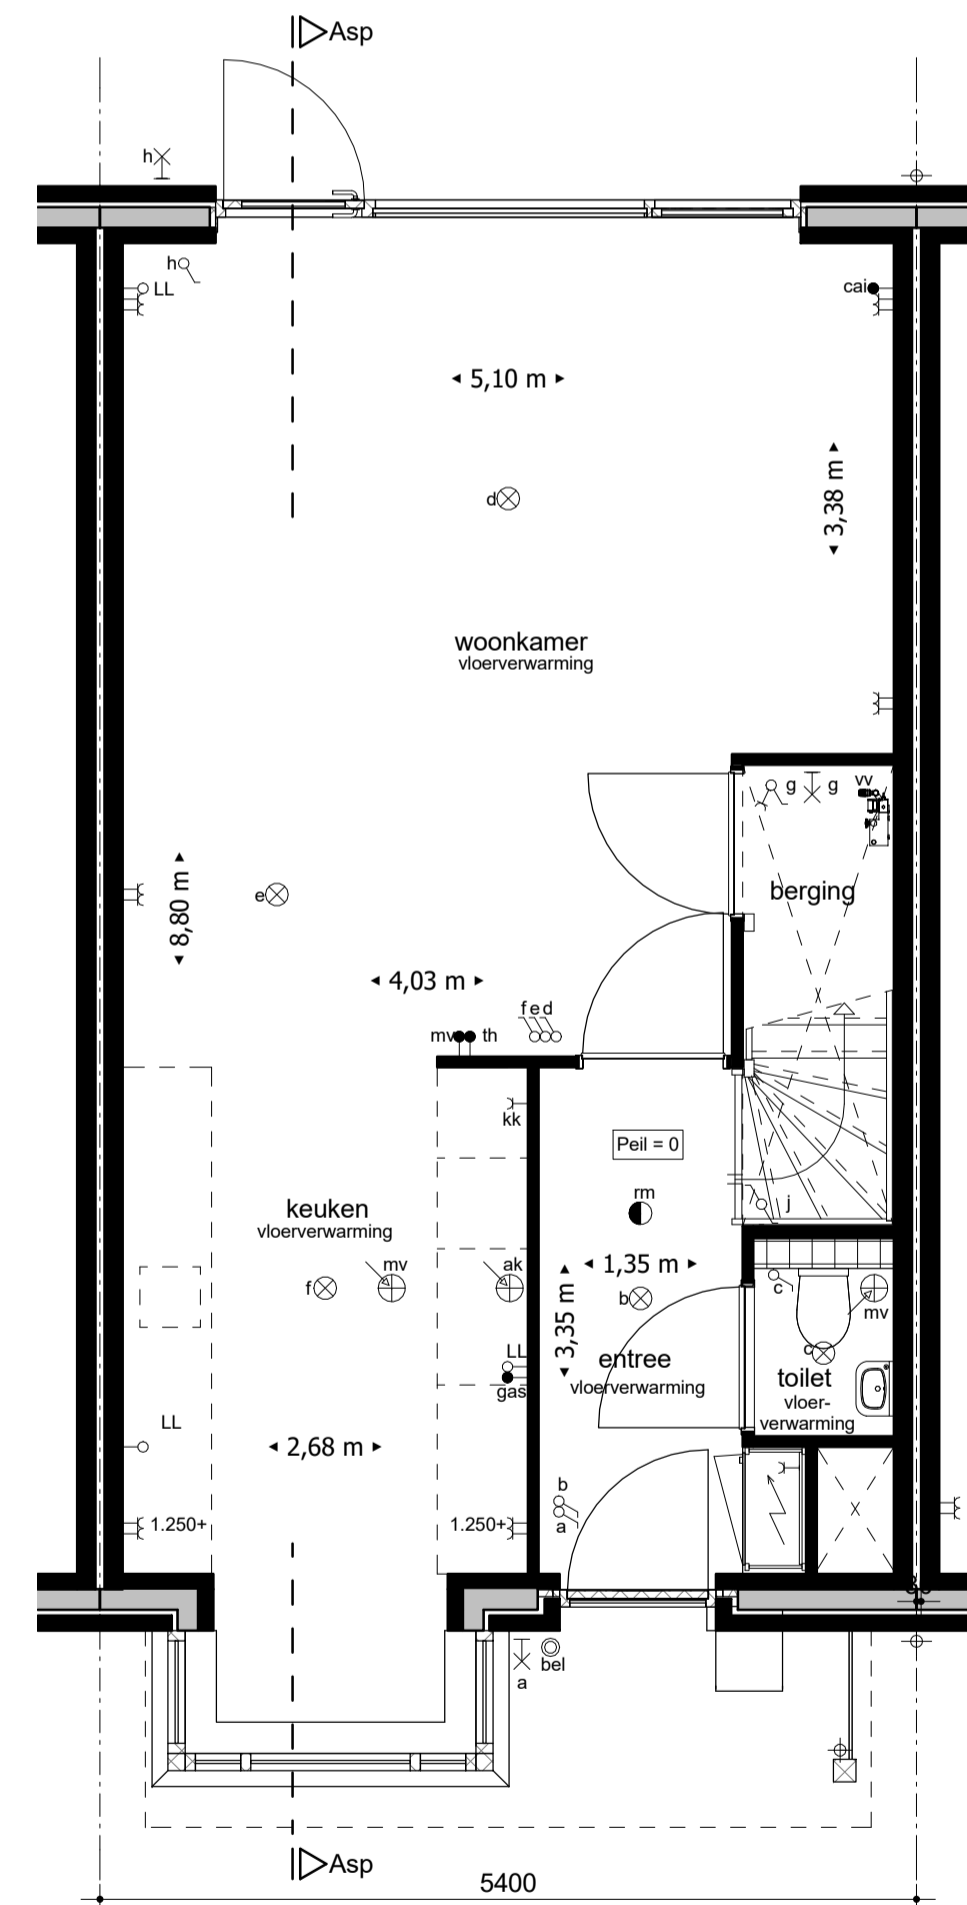 Asp
h
h
LL
cai
5,10 m
3,38 m
d
woonkamer
vloerverwarming
g
g
vv
berging
8,80 m
e
4,03 m
f e d
mv
th
kk
Peil = 0
rm
j
keuken
vloerverwarming
mv
ak
f
1,35 m
b
3,35 m
c
mv
c
LL
gas
entree
vloerverwarming
toilet
vloer-
verwarming
LL
2,68 m
b
a
1.250+
1.250+
a
bel
Asp
5400